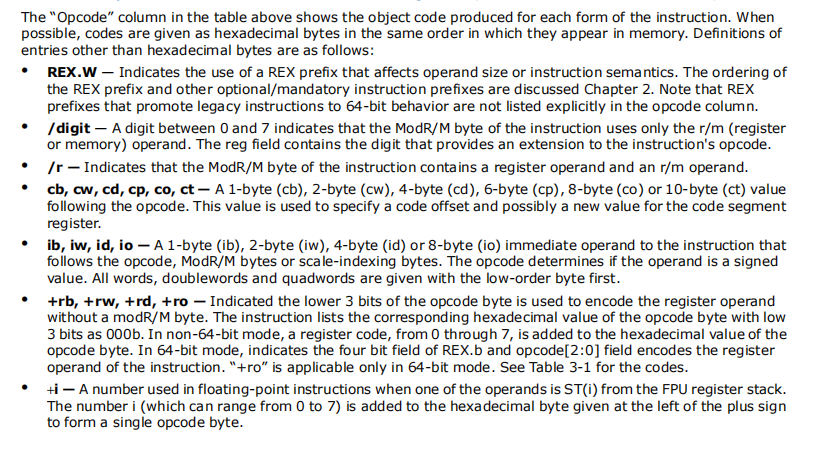 The “Opcode” column in the table above shows the object code produced for each form of the instruction. When
possible, codes are given as hexadecimal bytes in the same order in which they appear in memory. Definitions of
entries other than hexadecimal bytes are as follows:
• REX.W — Indicates the use of a REX prefix that affects operand size or instruction semantics. The ordering of
the REX prefix and other optional/mandatory instruction prefixes are discussed Chapter 2. Note that REX
prefixes that promote legacy instructions to 64-bit behavior are not listed explicitly in the opcode column.
• /digit — A digit between 0 and 7 indicates that the ModR/M byte of the instruction uses only the r/m (register
or memory) operand. The reg field contains the digit that provides an extension to the instruction's opcode.
• /r — Indicates that the ModR/M byte of the instruction contains a register operand and an r/m operand.
• cb, cw, cd, cp, co, ct — A 1-byte (cb), 2-byte (cw), 4-byte (cd), 6-byte (cp), 8-byte (co) or 10-byte (ct) value
following the opcode. This value is used to specify a code offset and possibly a new value for the code segment
register.
• ib, iw, id, io — A 1-byte (ib), 2-byte (iw), 4-byte (id) or 8-byte (io) immediate operand to the instruction that
follows the opcode, ModR/M bytes or scale-indexing bytes. The opcode determines if the operand is a signed
value. All words, doublewords and quadwords are given with the low-order byte first.
• +rb, +rw, +rd, +ro — Indicated the lower 3 bits of the opcode byte is used to encode the register operand
without a modR/M byte. The instruction lists the corresponding hexadecimal value of the opcode byte with low
3 bits as 000b. In non-64-bit mode, a register code, from 0 through 7, is added to the hexadecimal value of the
opcode byte. In 64-bit mode, indicates the four bit field of REX.b and opcode[2:0] field encodes the register
operand of the instruction. “+ro” is applicable only in 64-bit mode. See Table 3-1 for the codes.
• +i — A number used in floating-point instructions when one of the operands is ST(i) from the FPU register stack.
The number i (which can range from 0 to 7) is added to the hexadecimal byte given at the left of the plus sign
to form a single opcode byte.